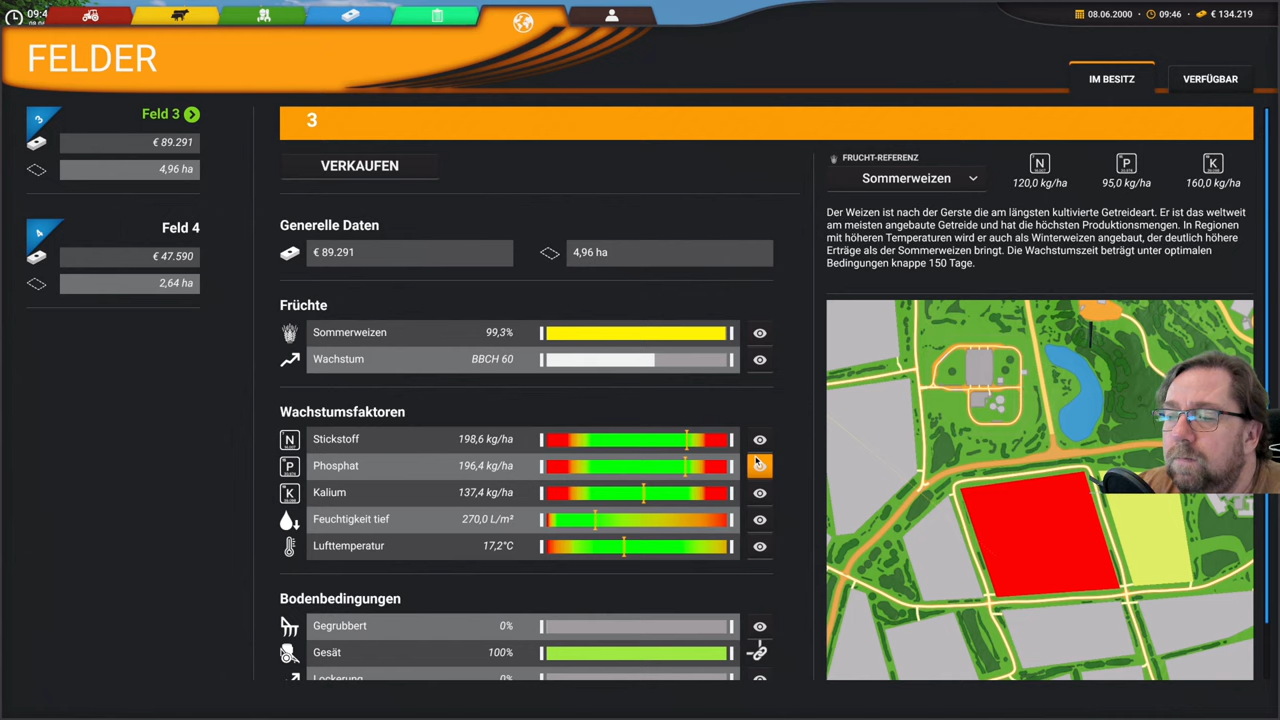 09:4
08.06.2000
09:46
€ 134.219
FELDER
IM BESITZ
VERFÜGBAR
3
Feld 3
€ 89.291
4,96 ha
4
Feld 4
€ 47.590
2,64 ha
3
VERKAUFEN
Generelle Daten
€ 89.291
4,96 ha
Früchte
Sommerweizen 99,3%
Wachstum BBCH 60
Wachstumsfaktoren
N Stickstoff 198,6 kg/ha
P Phosphat 196,4 kg/ha
K Kalium 137,4 kg/ha
Feuchtigkeit tief 270,0 L/m²
Lufttemperatur 17,2°C
Bodenbedingungen
Gegrubbert 0%
Gesät 100%
Lockerung 0%
FRUCHT-REFERENZ
Sommerweizen
N P K
120,0 kg/ha 95,0 kg/ha 160,0 kg/ha
Der Weizen ist nach der Gerste die am längsten kultivierte Getreideart. Er ist das weltweit
am meisten angebaute Getreide und hat die höchsten Produktionsmengen. In Regionen
mit höheren Temperaturen wird er auch als Winterweizen angebaut, der deutlich höhere
Erträge als der Sommerweizen bringt. Die Wachstumszeit beträgt unter optimalen
Bedingungen knappe 150 Tage.